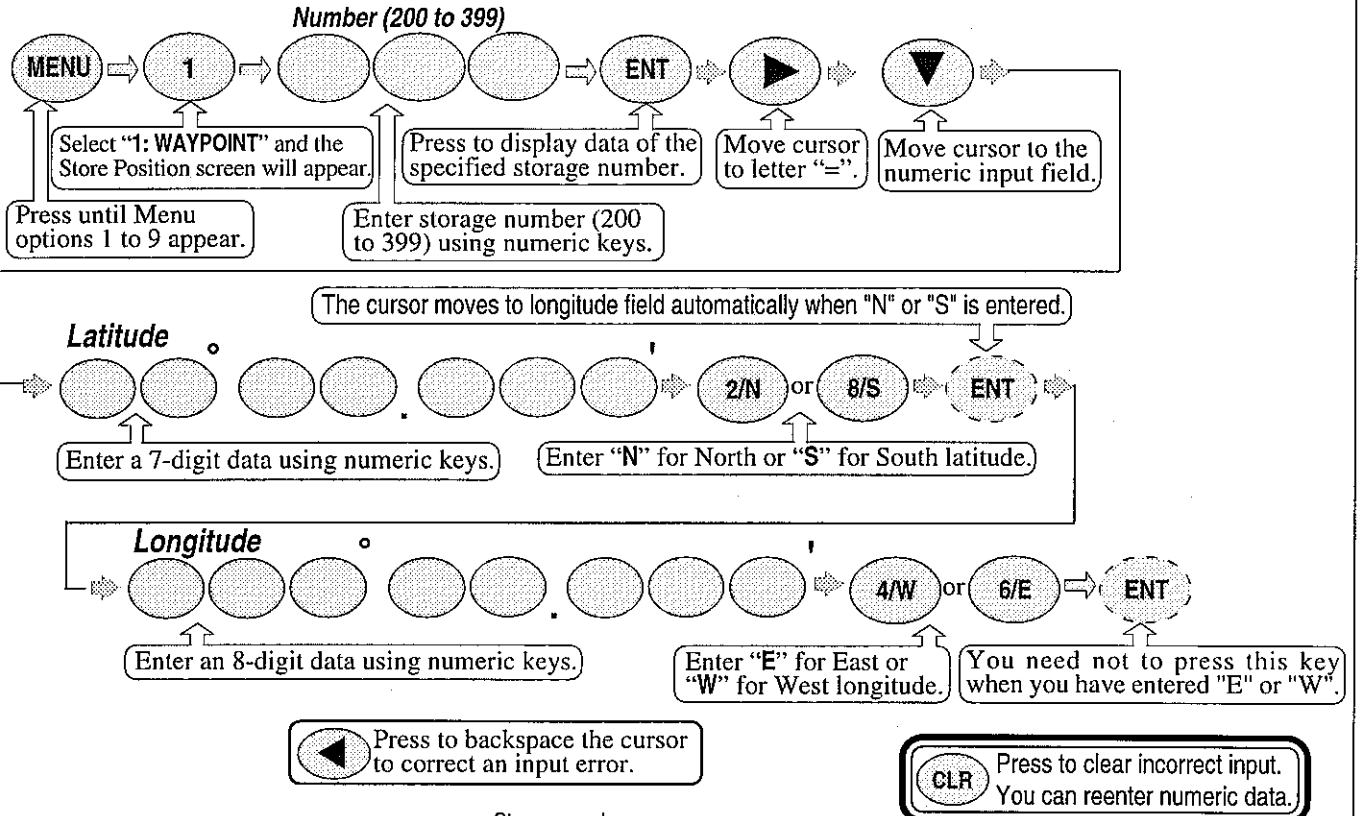 Number (200 to 399)
MENU 1 ENT ▶ ▼
Select “1: WAYPOINT” and the
Store Position screen will appear.
Press to display data of the
specified storage number.
Move cursor
to letter “=”.
Move cursor to the
numeric input field.
Press until Menu
options 1 to 9 appear.
Enter storage number (200
to 399) using numeric keys.
The cursor moves to longitude field automatically when "N" or "S" is entered.
Latitude
° . '
2/N or 8/S ENT
Enter a 7-digit data using numeric keys.
Enter “N” for North or “S” for South latitude.
Longitude
° . '
4/W or 6/E ENT
Enter an 8-digit data using numeric keys.
Enter “E” for East or
“W” for West longitude.
You need not to press this key
when you have entered "E" or "W".
◀ Press to backspace the cursor
to correct an input error.
CLR Press to clear incorrect input.
You can reenter numeric data.